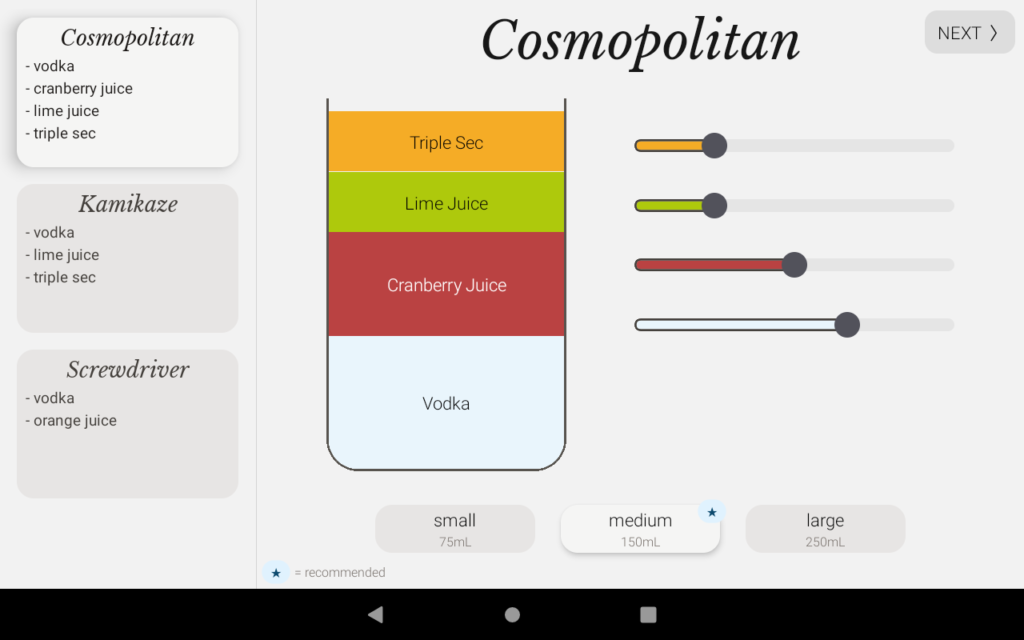 Cosmopolitan
- vodka
- cranberry juice
- lime juice
- triple sec
Kamikaze
- vodka
- lime juice
- triple sec
Screwdriver
- vodka
- orange juice
Cosmopolitan
NEXT
Triple Sec
Lime Juice
Cranberry Juice
Vodka
small
75mL
medium
150mL
large
250mL
= recommended